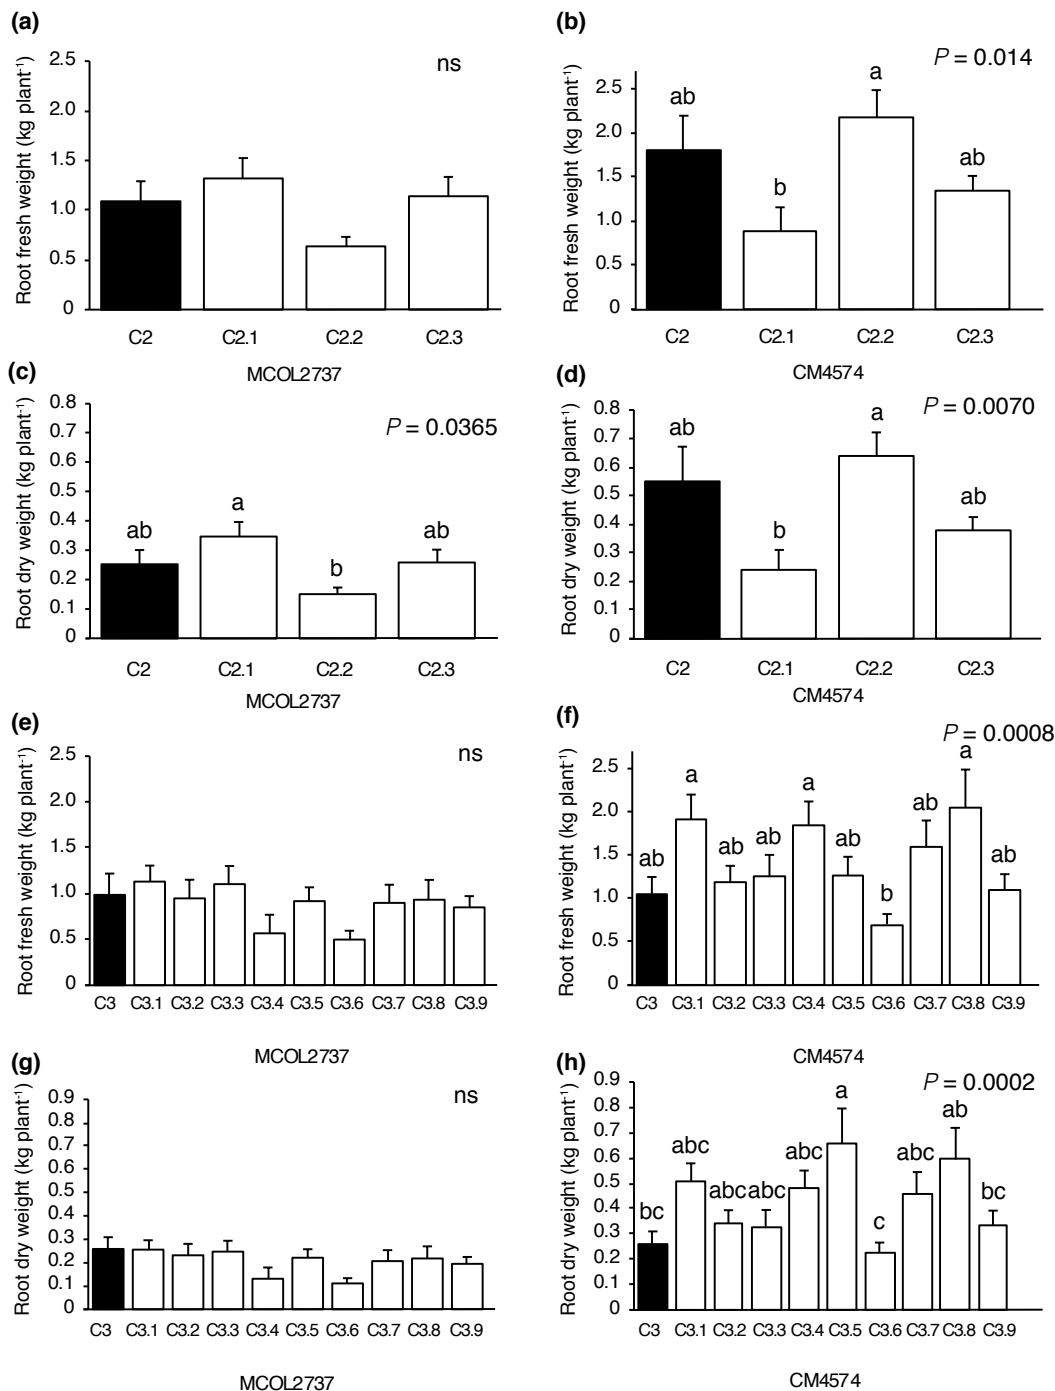 (a)
Root fresh weight (kg plant⁻¹)
2.5
2.0
1.5
1.0
0.5
0
ns
C2 C2.1 C2.2 C2.3
MCOL2737
(b)
Root fresh weight (kg plant⁻¹)
2.5
2.0
1.5
1.0
0.5
0
P = 0.014
ab b a ab
C2 C2.1 C2.2 C2.3
CM4574
(c)
Root dry weight (kg plant⁻¹)
0.8
0.7
0.6
0.5
0.4
0.3
0.2
0.1
0
P = 0.0365
ab a b ab
C2 C2.1 C2.2 C2.3
MCOL2737
(d)
Root dry weight (kg plant⁻¹)
0.8
0.7
0.6
0.5
0.4
0.3
0.2
0.1
0
P = 0.0070
ab b a ab
C2 C2.1 C2.2 C2.3
CM4574
(e)
Root fresh weight (kg plant⁻¹)
2.5
2.0
1.5
1.0
0.5
0
ns
C3 C3.1 C3.2 C3.3 C3.4 C3.5 C3.6 C3.7 C3.8 C3.9
MCOL2737
(f)
Root fresh weight (kg plant⁻¹)
2.5
2.0
1.5
1.0
0.5
0
P = 0.0008
ab a ab ab a ab b ab a ab
C3 C3.1 C3.2 C3.3 C3.4 C3.5 C3.6 C3.7 C3.8 C3.9
CM4574
(g)
Root dry weight (kg plant⁻¹)
0.9
0.8
0.7
0.6
0.5
0.4
0.3
0.2
0.1
0
ns
C3 C3.1 C3.2 C3.3 C3.4 C3.5 C3.6 C3.7 C3.8 C3.9
MCOL2737
(h)
Root dry weight (kg plant⁻¹)
0.9
0.8
0.7
0.6
0.5
0.4
0.3
0.2
0.1
0
P = 0.0002
bc abc abc abc abc a c abc ab bc
C3 C3.1 C3.2 C3.3 C3.4 C3.5 C3.6 C3.7 C3.8 C3.9
CM4574